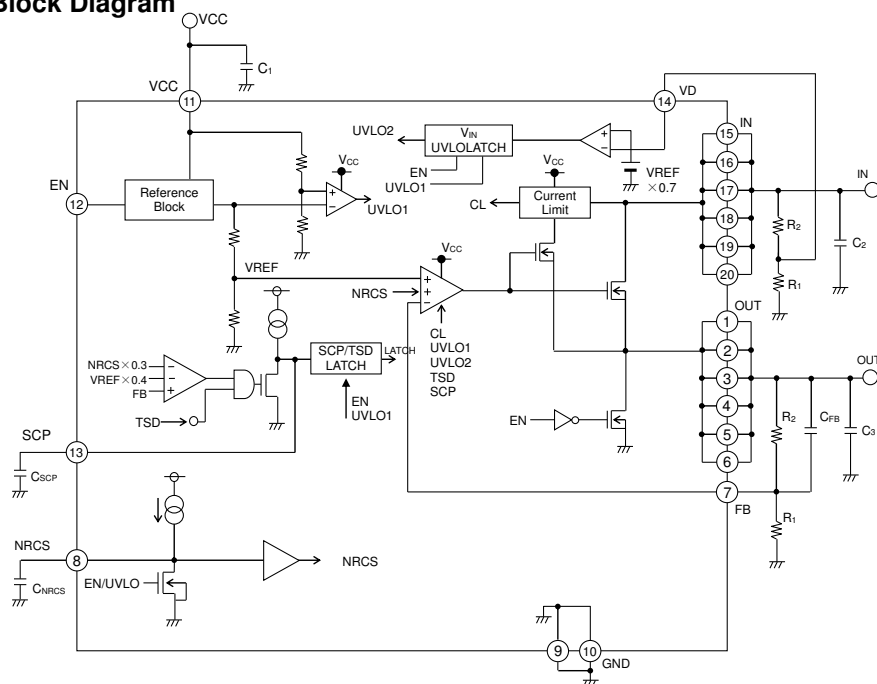 Block Diagram
VCC
C1
VCC
11
14
VD
UVLO2
VIN
UVLOLATCH
EN
UVLO1
VREF
×0.7
15
IN
16
17
18
19
20
IN
R2
R1
C2
EN
12
Reference
Block
VCC
UVLO1
VCC
CL
Current
Limit
VREF
VCC
NRCS
CL
UVLO1
UVLO2
TSD
SCP
OUT
1
2
3
4
5
6
7
FB
OUT
R2
CFB
C3
R1
NRCS×0.3
VREF×0.4
FB
TSD
SCP/TSD
LATCH
LATCH
EN
UVLO1
EN
SCP
13
CSCP
NRCS
8
CNRCS
EN/UVLO
NRCS
9
10
GND